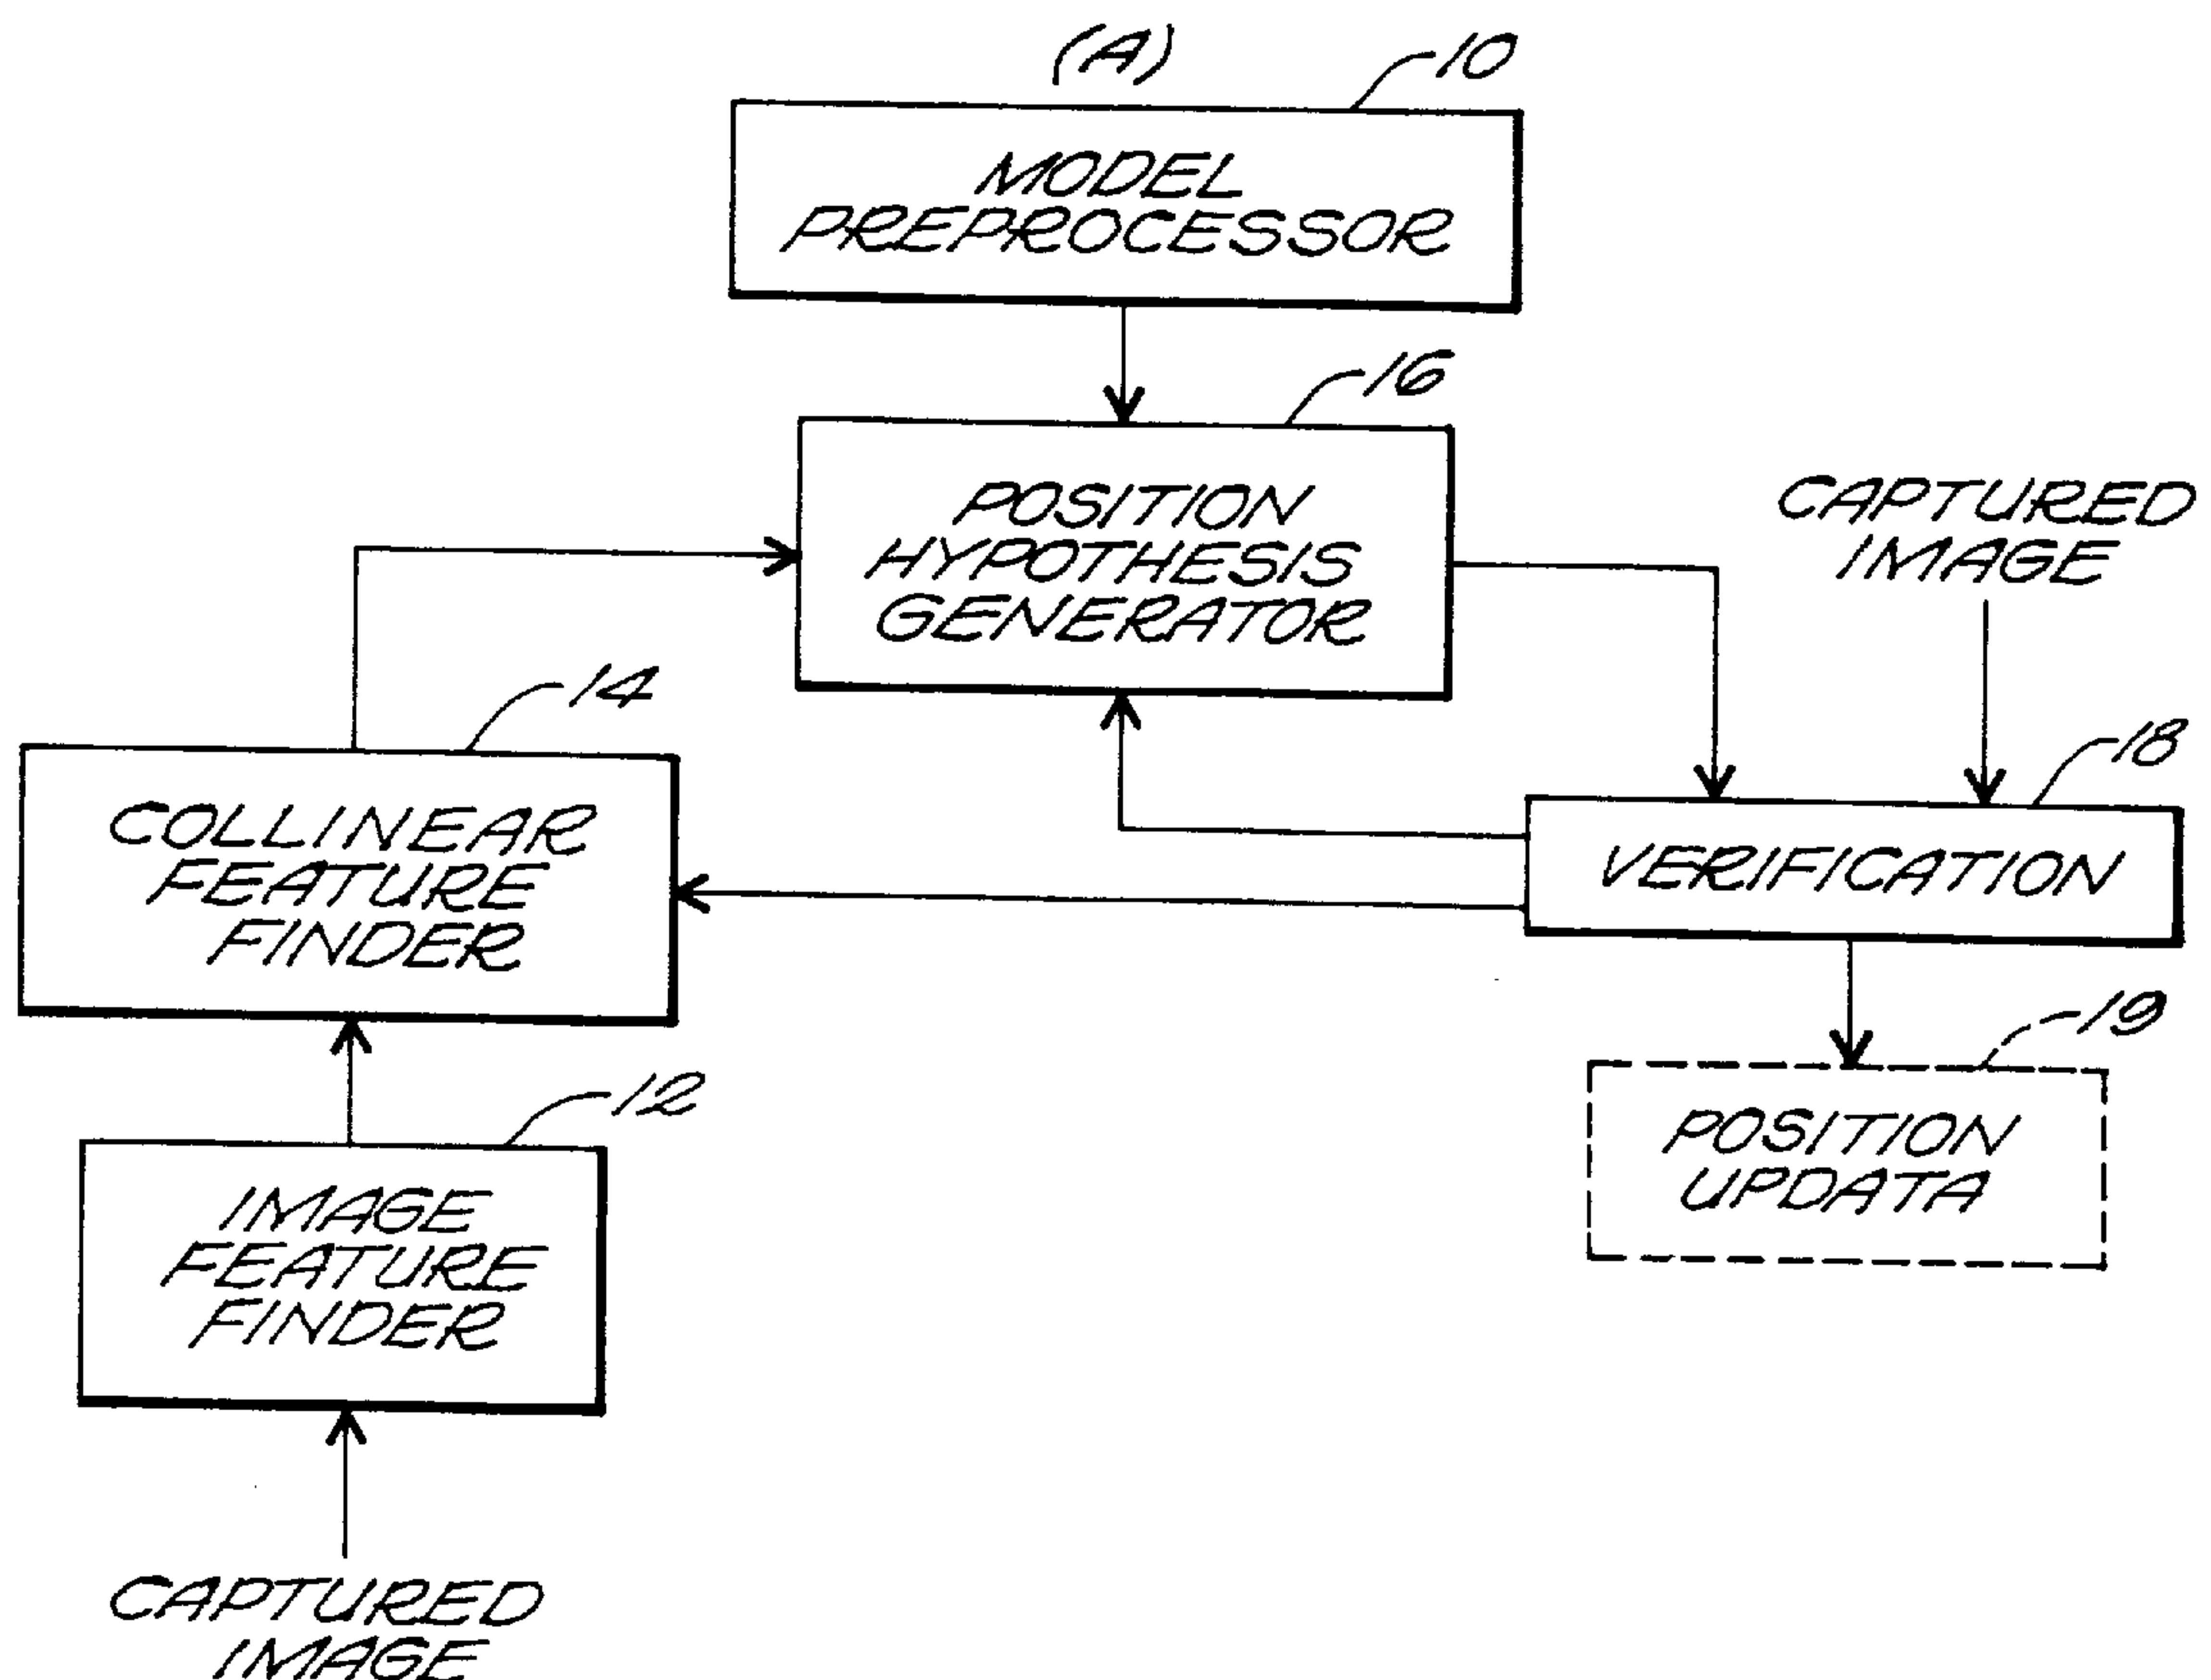 (A)
10
MODEL
PREPROCESSOR
16
POSITION
HYPOTHESIS
GENERATOR
CAPTURED
IMAGE
14
COLLINEAR
FEATURE
FINDER
18
VERIFICATION
19
POSITION
UPDATA
12
IMAGE
FEATURE
FINDER
CAPTURED
IMAGE